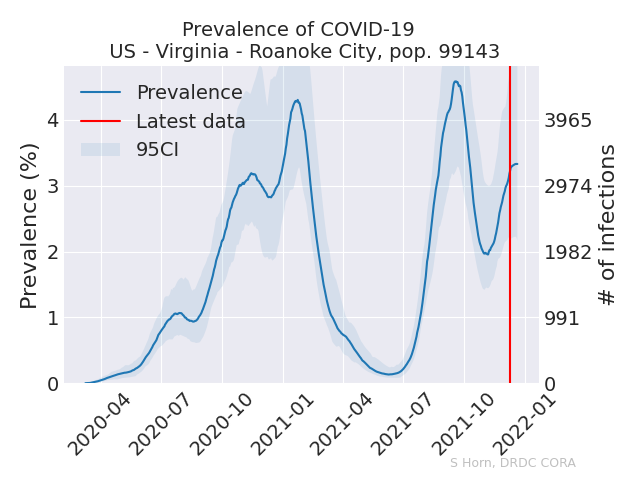 Prevalence of COVID-19
US - Virginia - Roanoke City, pop. 99143
Prevalence
Latest data
95CI
Prevalence (%)
4
3
2
1
0
3965
2974
1982
991
0
# of infections
2020-04
2020-07
2020-10
2021-01
2021-04
2021-07
2021-10
2022-01
S Horn, DRDC CORA